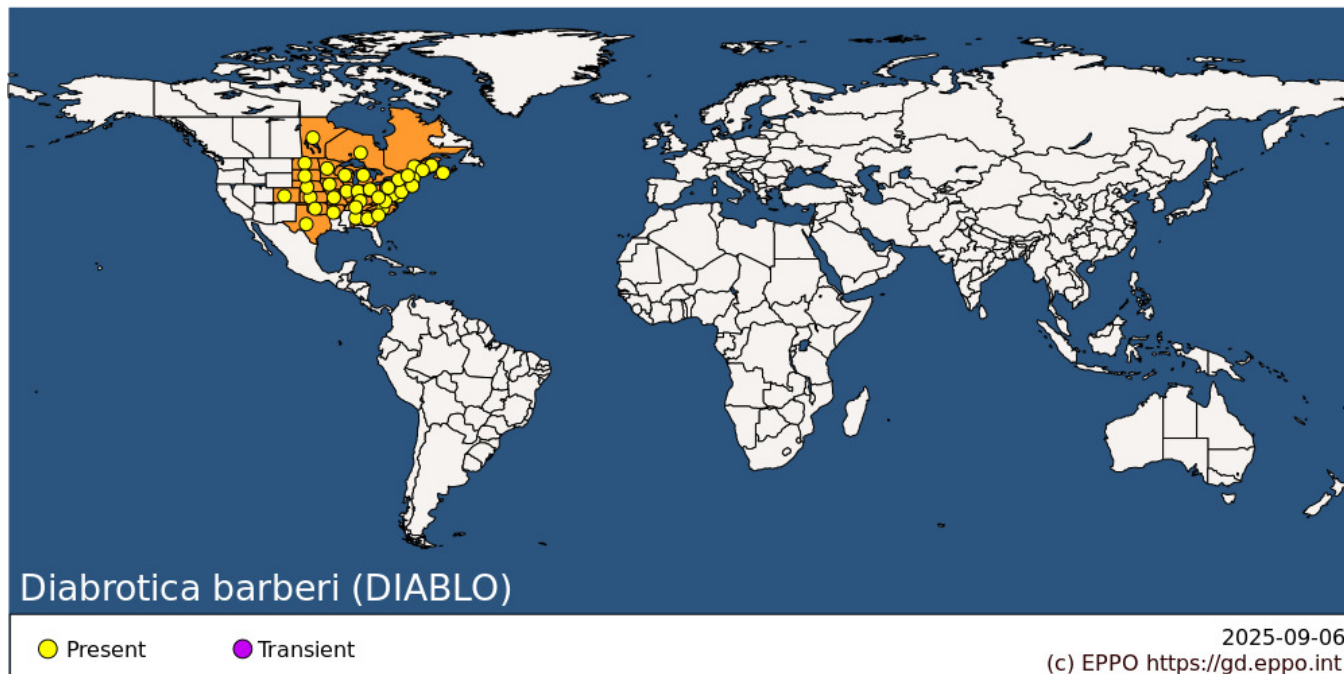 Diabrotica barberi (DIABLO)
Present
Transient
2025-09-06
(c) EPPO https://gd.eppo.int